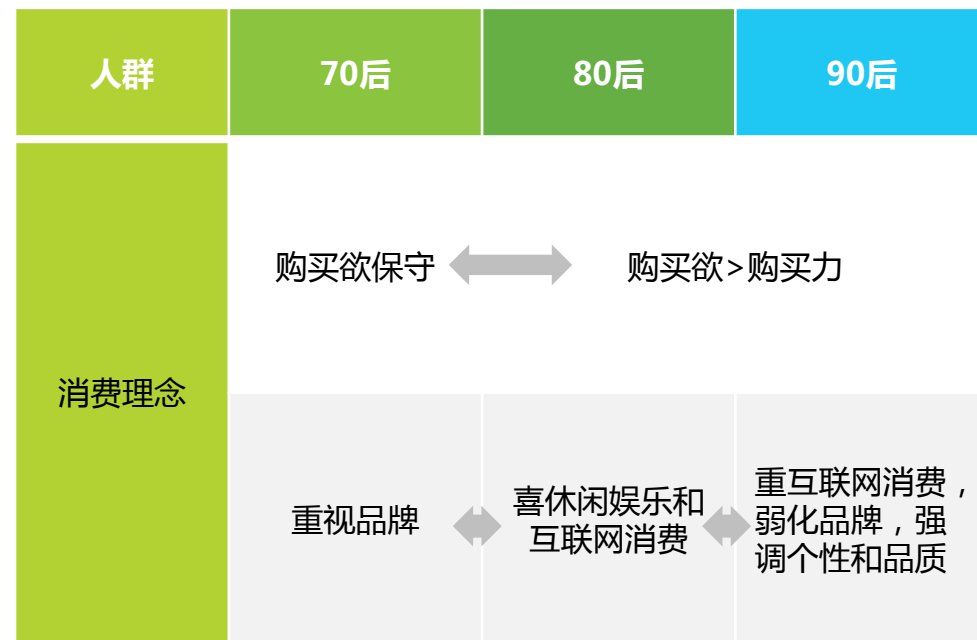 人群
70后
80后
90后
消费理念
购买欲保守
购买欲>购买力
重视品牌
喜休闲娱乐和
互联网消费
重互联网消费，
弱化品牌，强
调个性和品质